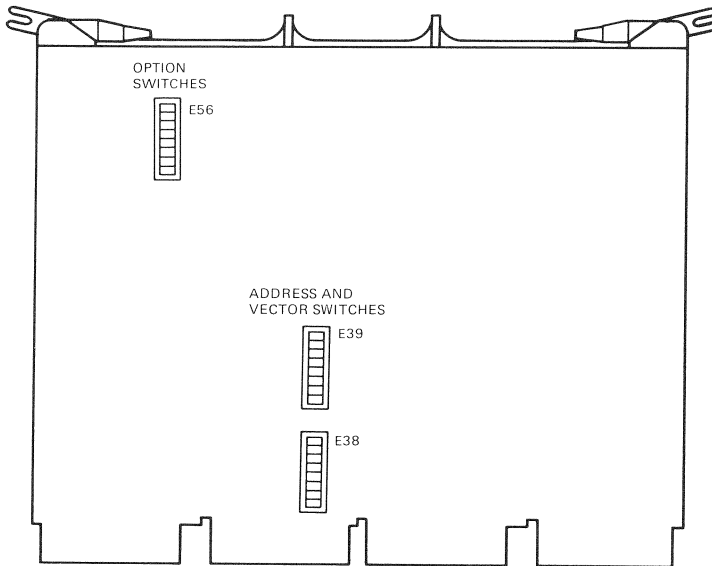 OPTION
SWITCHES
E56
ADDRESS AND
VECTOR SWITCHES
E39
E38